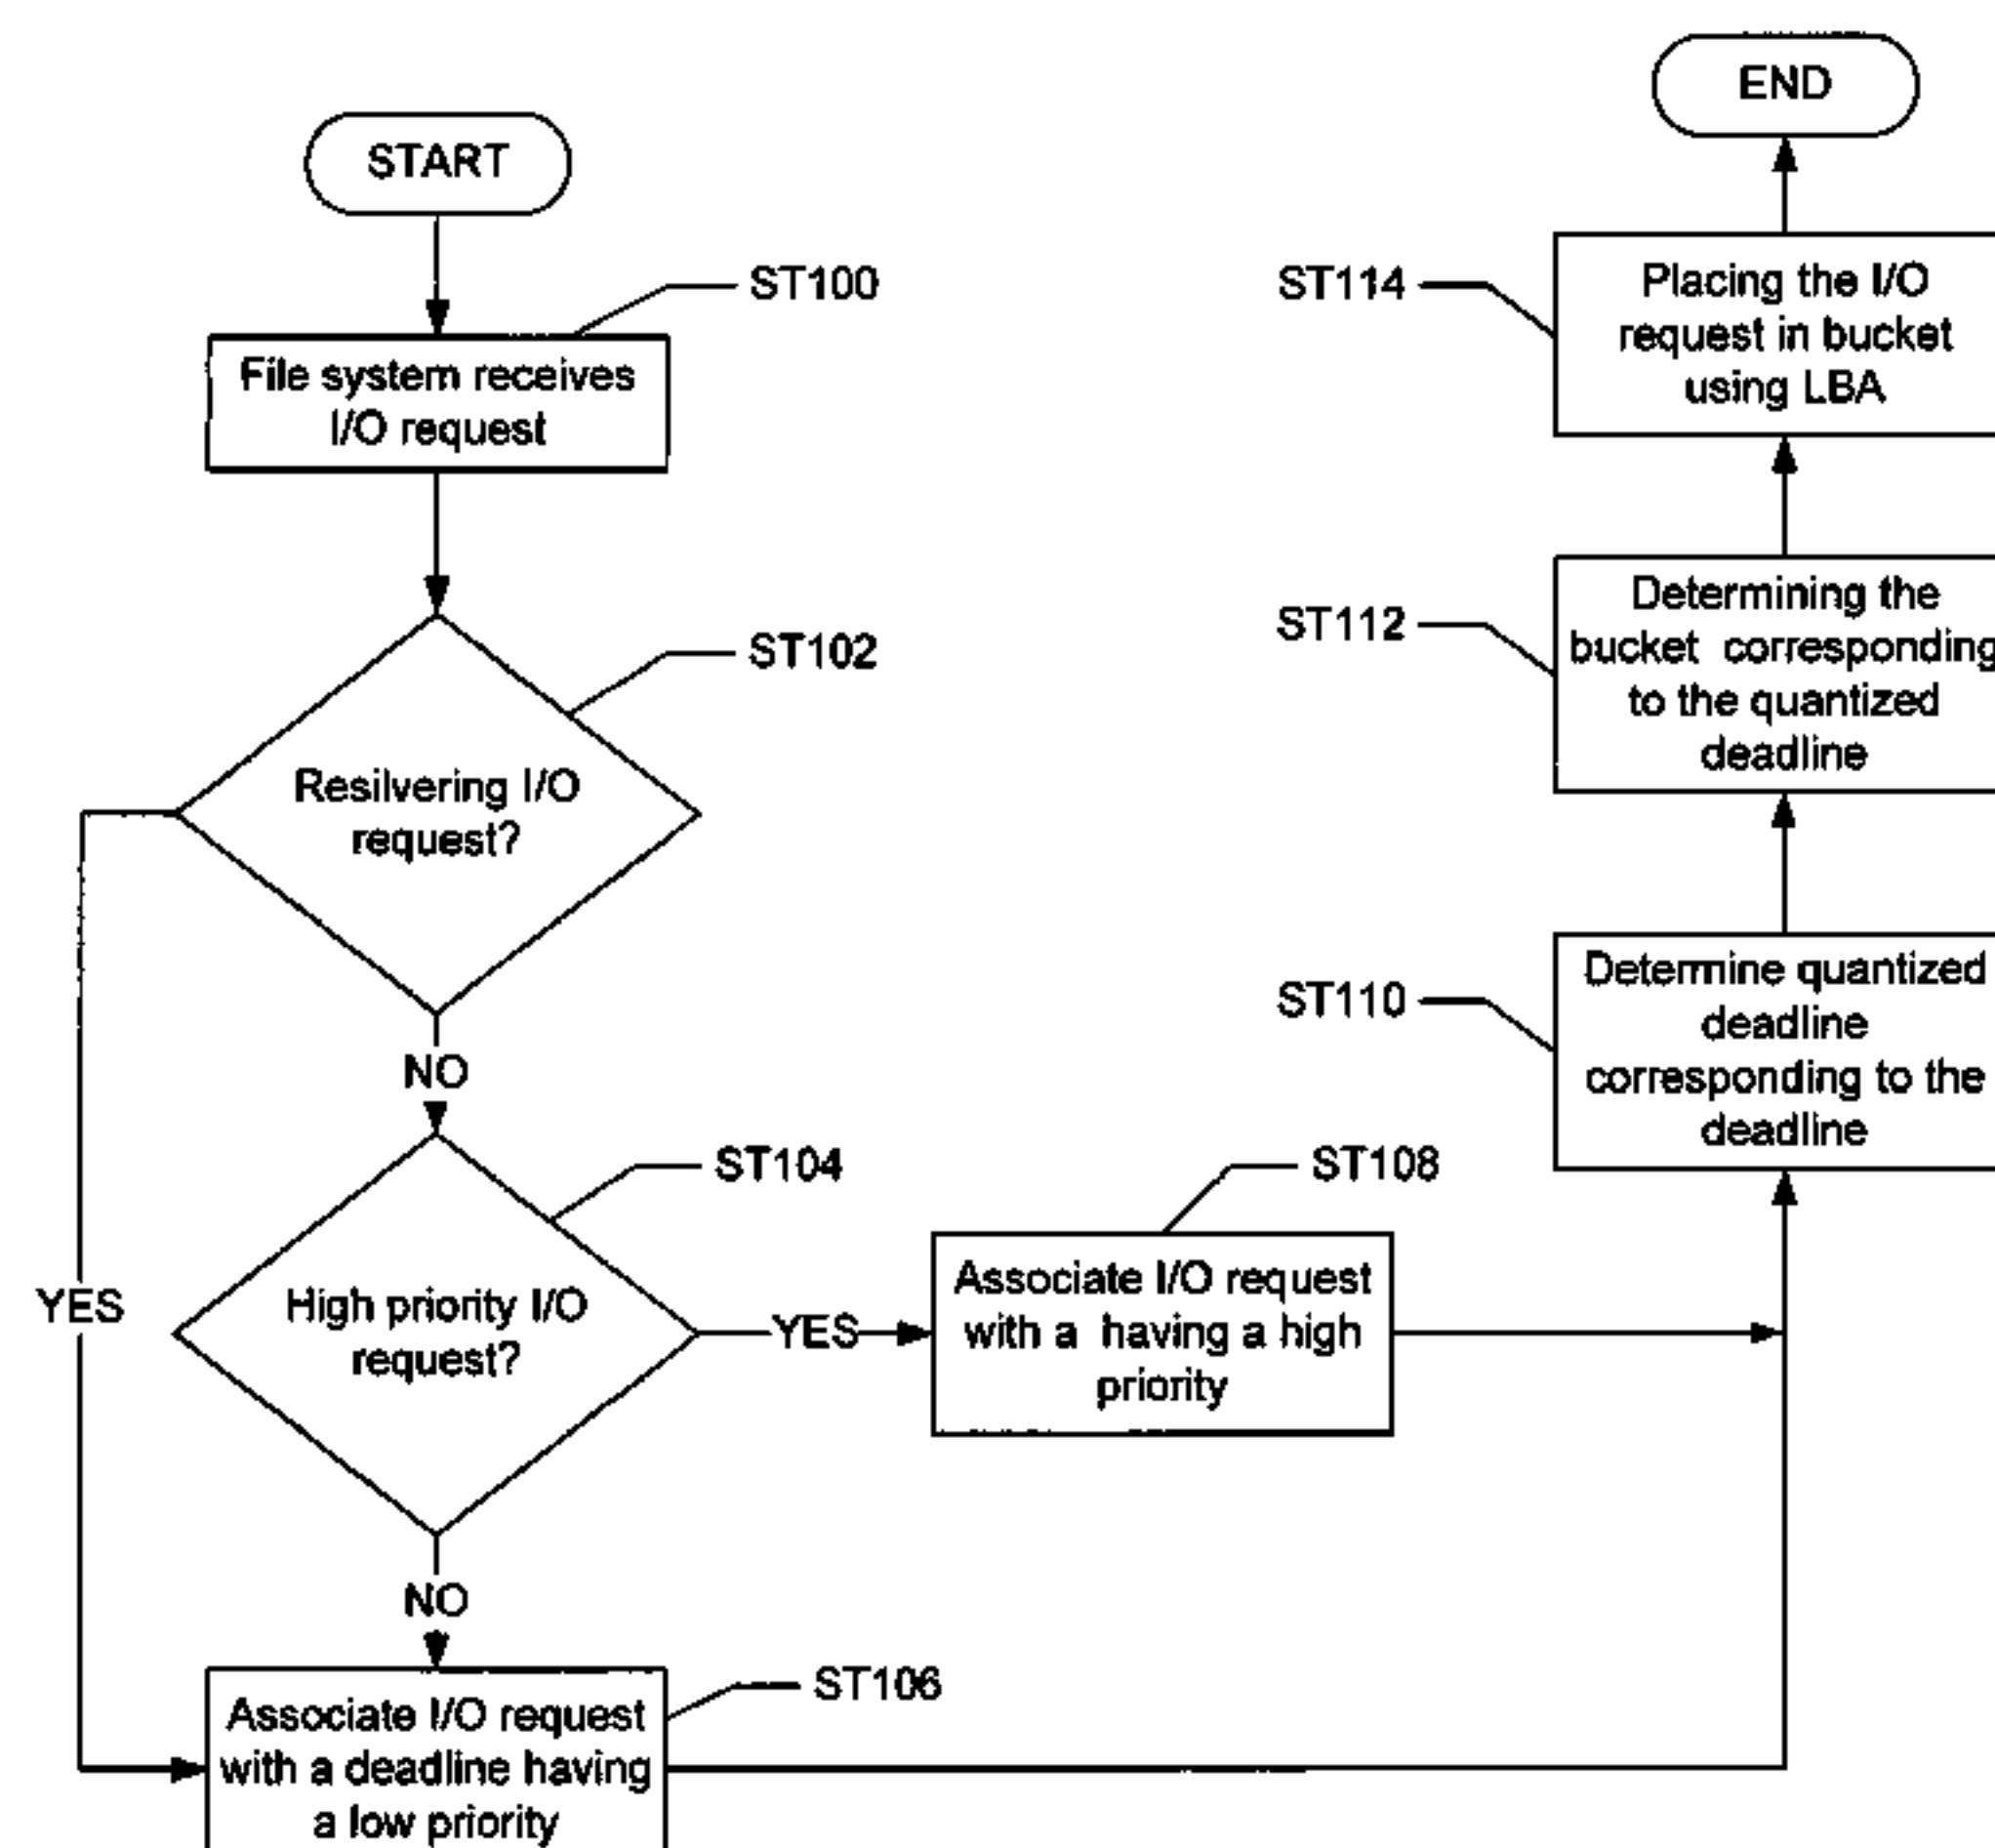 START
ST100
File system receives
I/O request
ST102
Resilvering I/O
request?
NO
YES
ST104
High priority I/O
request?
YES
ST108
Associate I/O request
with a having a high
priority
NO
ST106
Associate I/O request
with a deadline having
a low priority
ST110
Determine quantized
deadline
corresponding to the
deadline
ST112
Determining the
bucket corresponding
to the quantized
deadline
ST114
Placing the I/O
request in bucket
using LBA
END